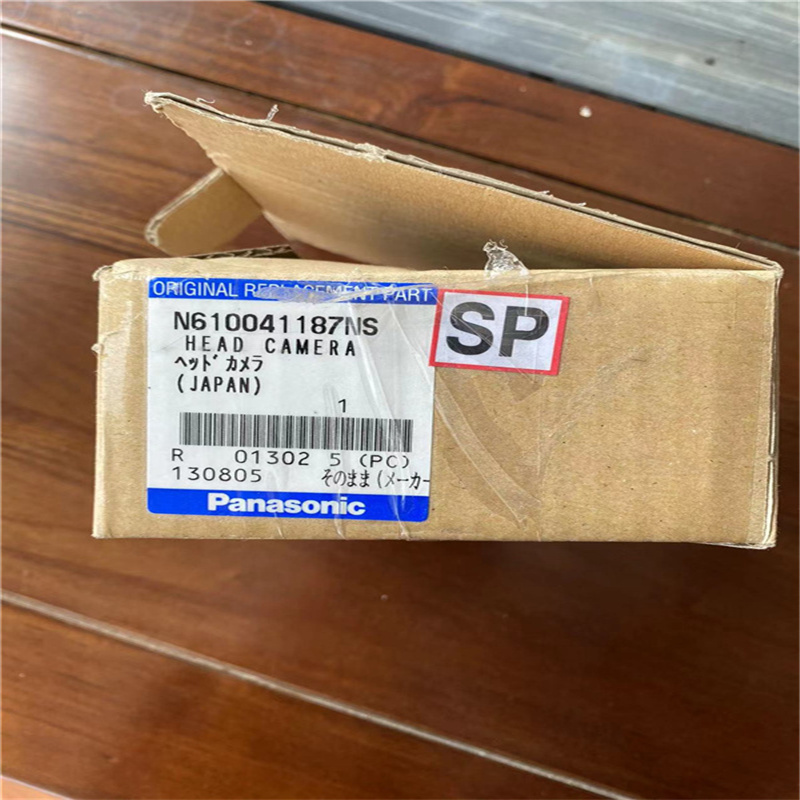 ORIGINAL REPLACEMENT PART
N610041187NS
SP
HEAD CAMERA
ヘッドカメラ
(JAPAN)
1
R 01302 5 (PC)
130805 そのまま(メーカー
Panasonic